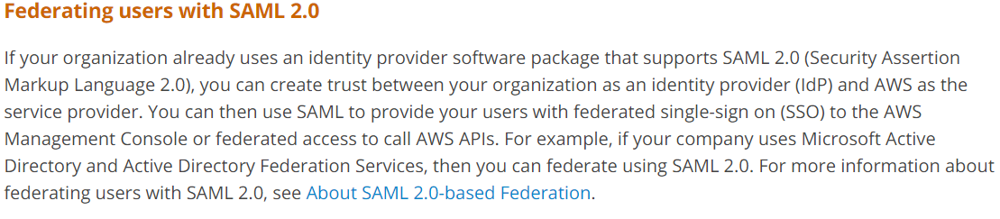 Federating users with SAML 2.0
If your organization already uses an identity provider software package that supports SAML 2.0 (Security Assertion
Markup Language 2.0), you can create trust between your organization as an identity provider (IdP) and AWS as the
service provider. You can then use SAML to provide your users with federated single-sign on (SSO) to the AWS
Management Console or federated access to call AWS APIs. For example, if your company uses Microsoft Active
Directory and Active Directory Federation Services, then you can federate using SAML 2.0. For more information about
federating users with SAML 2.0, see About SAML 2.0-based Federation.